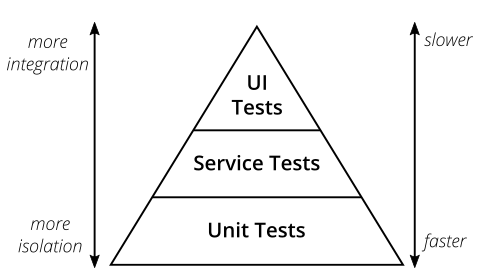 more
integration
slower
UI
Tests
Service Tests
Unit Tests
more
isolation
faster